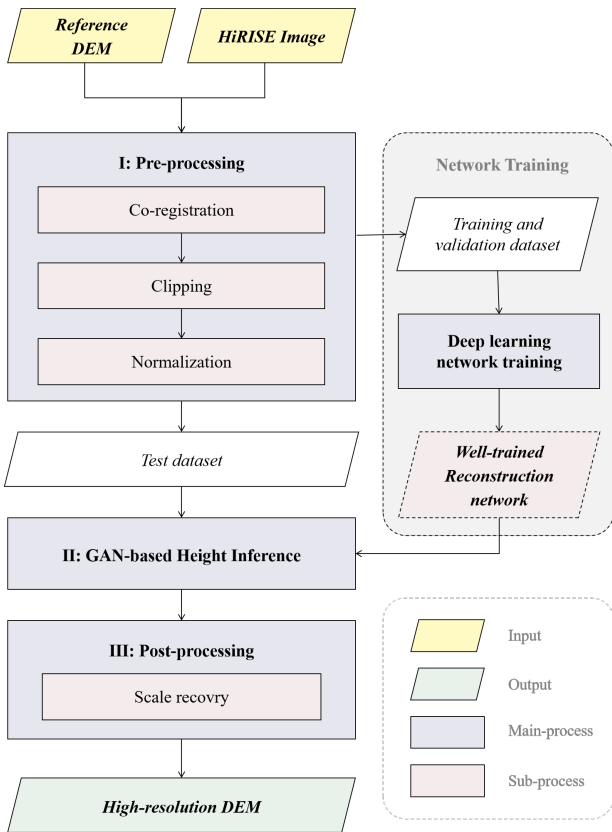 Reference
DEM
HiRISE Image
I: Pre-processing
Co-registration
Clipping
Normalization
Network Training
Training and
validation dataset
Deep learning
network training
Well-trained
Reconstruction
network
Test dataset
II: GAN-based Height Inference
III: Post-processing
Scale recovry
High-resolution DEM
Input
Output
Main-process
Sub-process